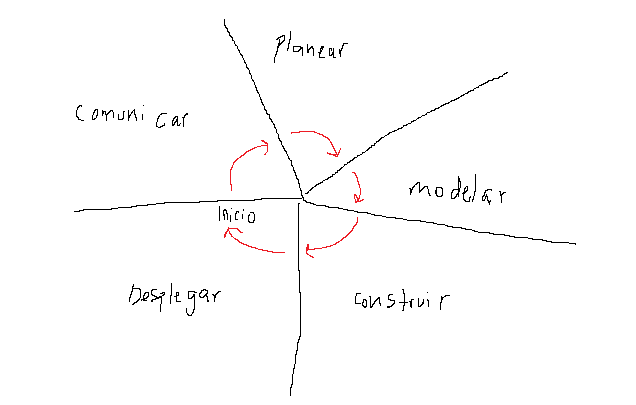 Planear
Comunicar
modelar
Inicio
Desplegar
construir